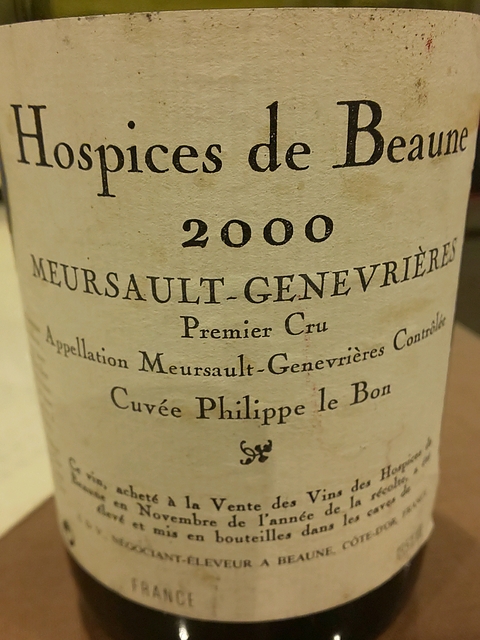 Hospices de Beaune
2000
MEURSAULT-GENEVRIÈRES
Premier Cru
Appellation Meursault-Genevrières Contrôlée
Cuvée Philippe le Bon
Ce vin, acheté à la Vente des Vins des Hospices de
Beaune en Novembre de l'année de la récolte, a été
élevé et mis en bouteilles dans les caves de
NÉGOCIANT-ÉLEVEUR A BEAUNE, CÔTE-D'OR, FRANCE
FRANCE